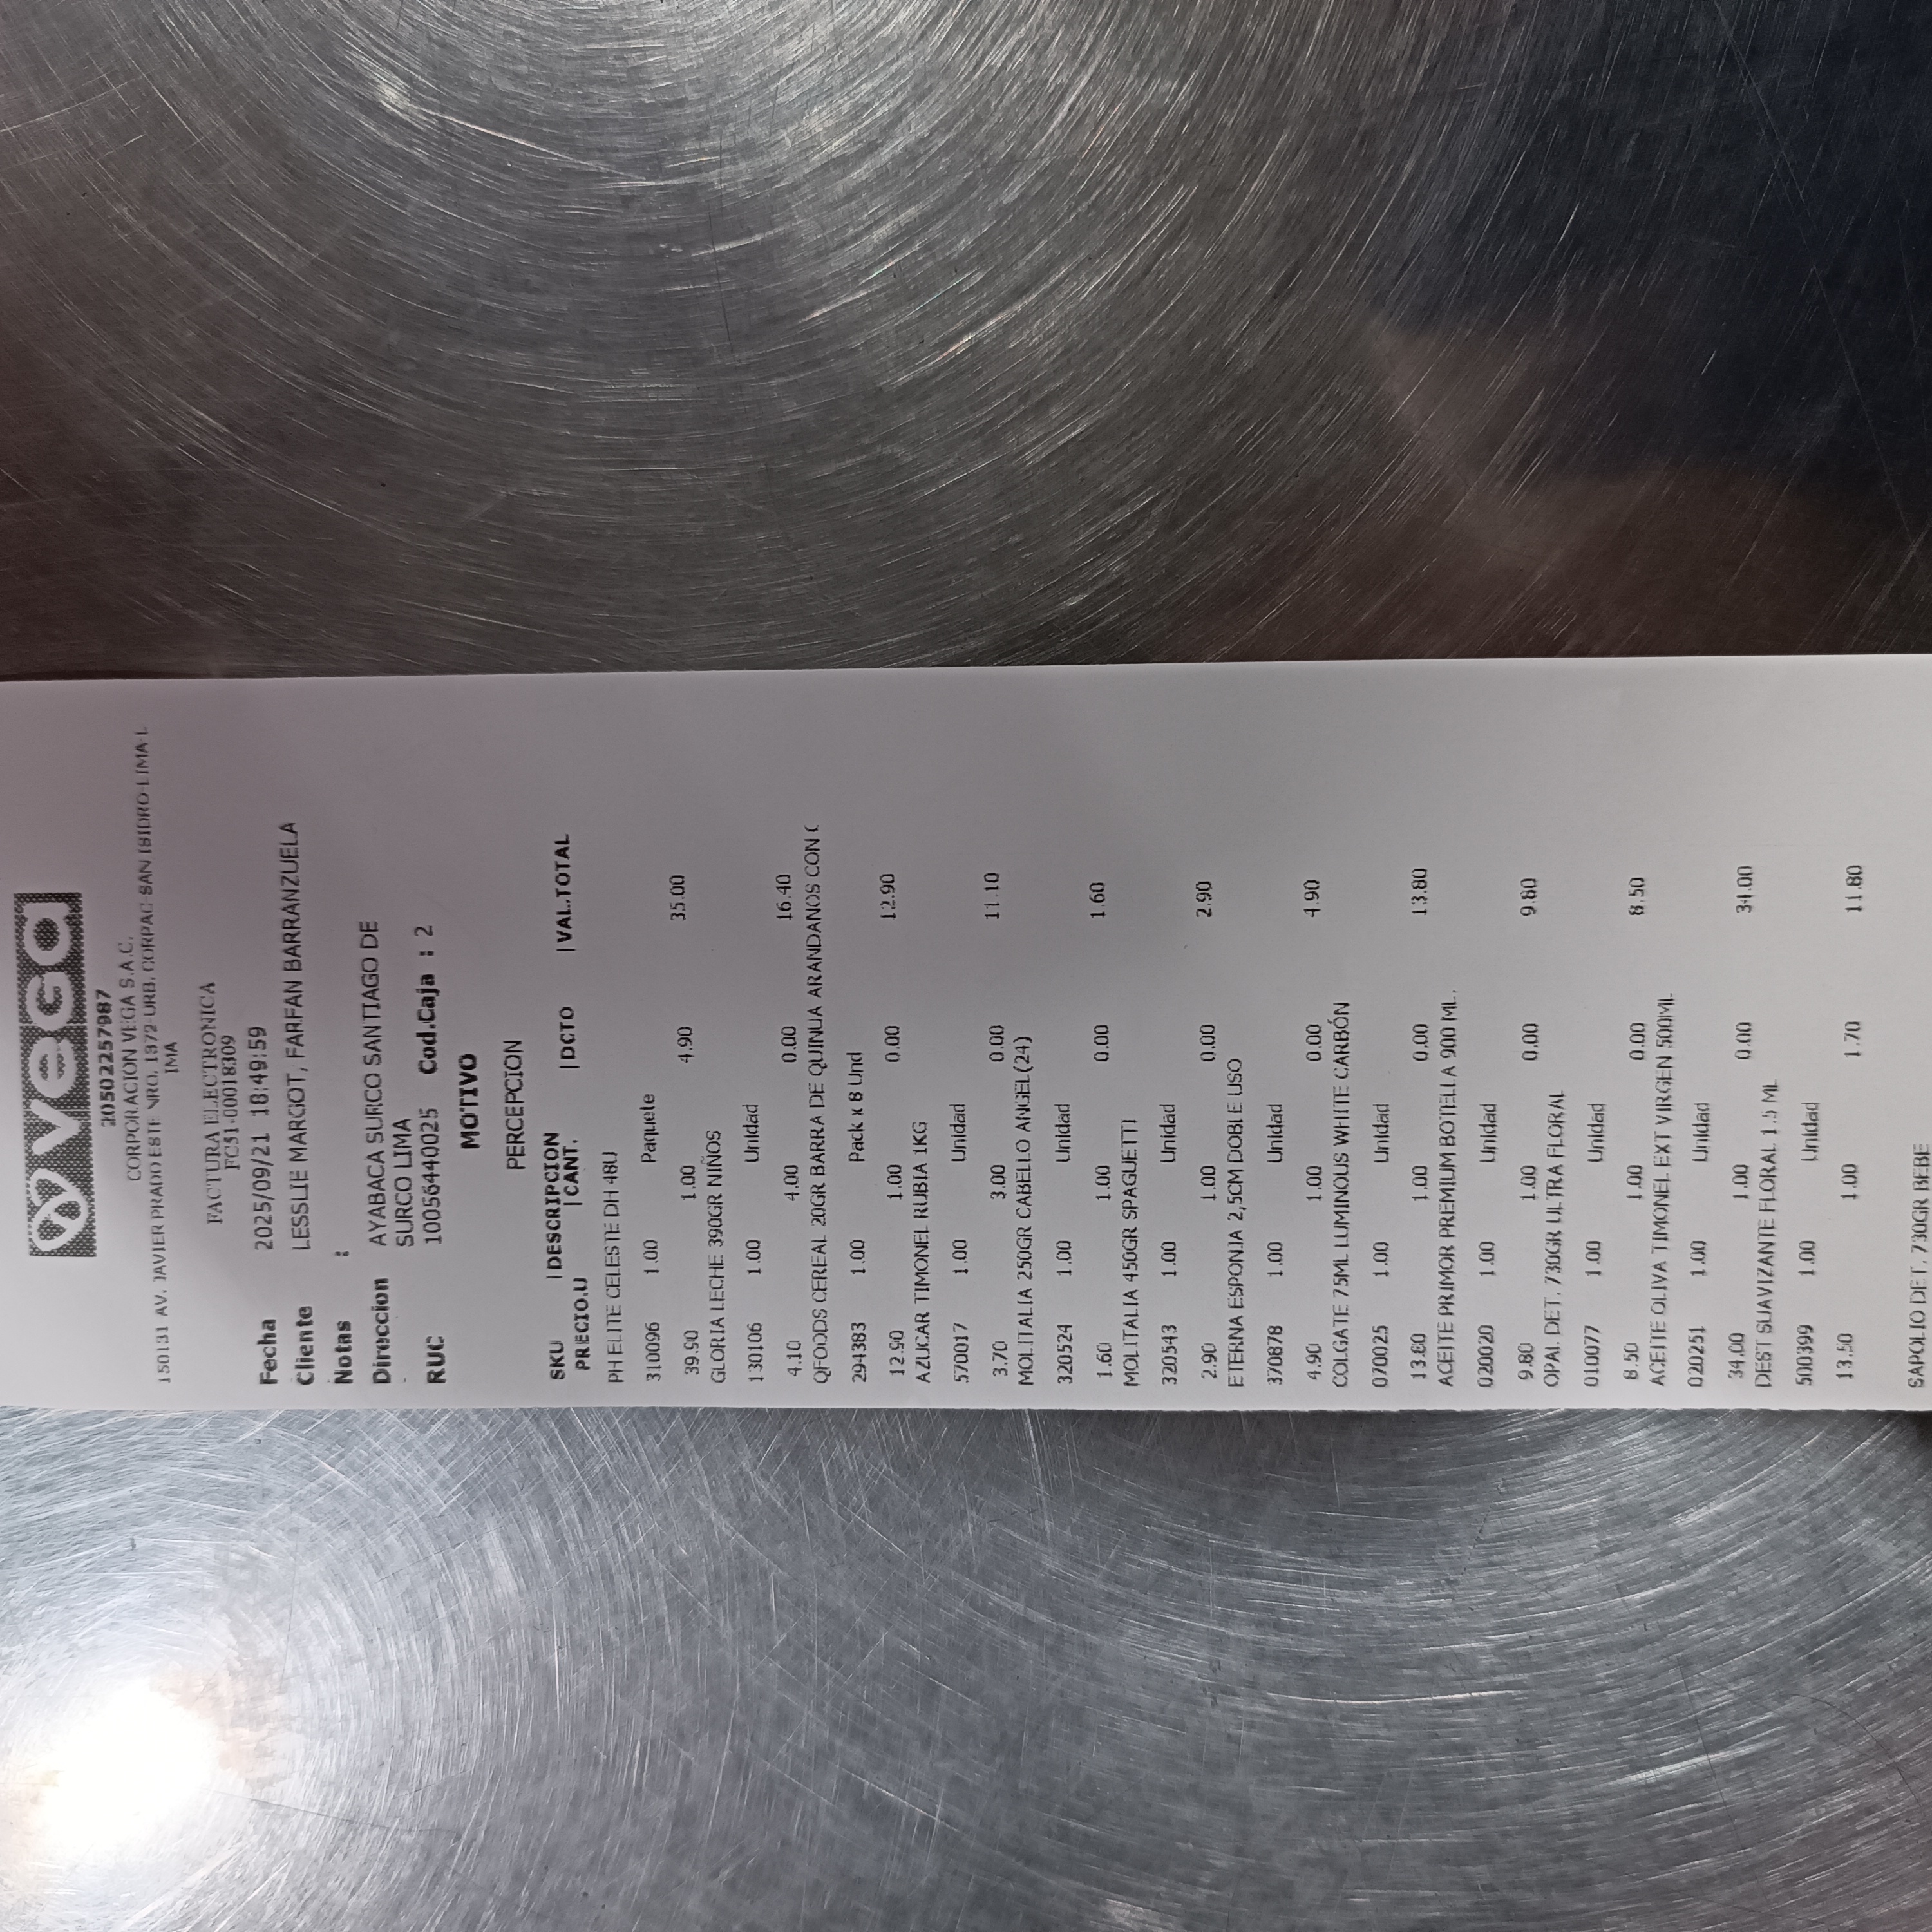 vega
20502257987
CORPORACION VEGA S.A.C.
150131 AV. JAVIER PRADO ESTE NRO. 1372 URB. CORPAC-SAN ISIDRO-LIMA-L
IMA
FACTURA ELECTRONICA
FC51-00018309
Fecha 2025/09/21 18:49:59
Cliente LESSLIE MARGIOT, FARFAN BARRANZUELA
Notas :
Direccion AYABACA SURCO SANTIAGO DE
SURCO LIMA
RUC 10056440025 Cod.Caja : 2
MOTIVO
PERCEPCION
SKU |DESCRIPCION
PRECIO.U |CANT. |DCTO |VAL.TOTAL
PH ELITE CELESTE DH 48U
310096 1.00 Paquete
39.90 1.00 4.90 35.00
GLORIA LECHE 390GR NIÑOS
130106 1.00 Unidad
4.10 4.00 0.00 16.40
QFOODS CEREAL 20GR BARRA DE QUINUA ARANDANOS CON
294383 1.00 Pack x 8 Und
12.90 1.00 0.00 12.90
AZUCAR TIMONEL RUBIA 1KG
570017 1.00 Unidad
3.70 3.00 0.00 11.10
MOLITALIA 250GR CABELLO ANGEL(24)
320524 1.00 Unidad
1.60 1.00 0.00 1.60
MOLITALIA 450GR SPAGUETTI
320543 1.00 Unidad
2.90 1.00 0.00 2.90
ETERNA ESPONJA 2,5CM DOBLE USO
370878 1.00 Unidad
4.90 1.00 0.00 4.90
COLGATE 75ML LUMINOUS WHITE CARBÓN
070025 1.00 Unidad
13.80 1.00 0.00 13.80
ACEITE PRIMOR PREMIUM BOTELLA 900 ML.
020020 1.00 Unidad
9.80 1.00 0.00 9.80
OPAL DET. 730GR ULTRA FLORAL
010077 1.00 Unidad
8.50 1.00 0.00 8.50
ACEITE OLIVA TIMONEL EXT VIRGEN 500ML
020251 1.00 Unidad
34.00 1.00 0.00 34.00
DEST SUAVIZANTE FLORAL 1.5 ML
500399 1.00 Unidad
13.50 1.00 1.70 11.80
SAPOLIO DET. 730GR BEBE